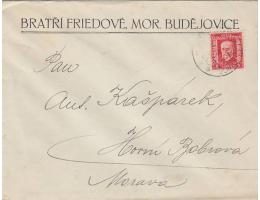 BRATŘÍ FRIEDOVÉ, MOR. BUDĚJOVICE
Pan
Ant. Kašpárek,
Horní Bobrová
Morava